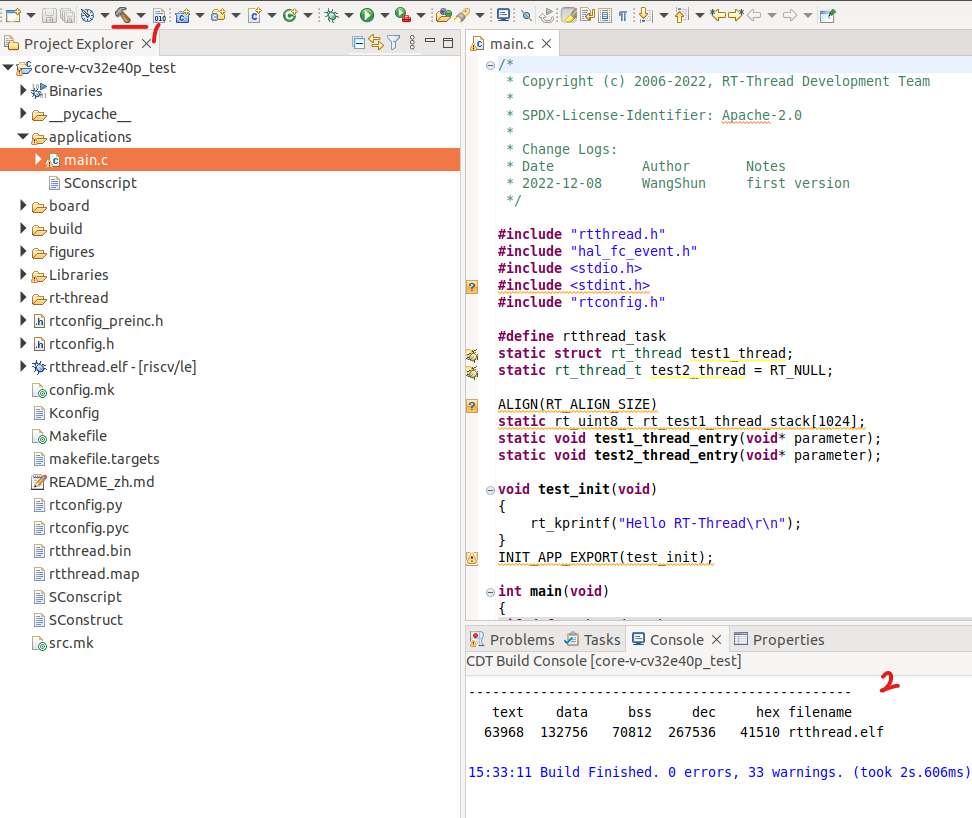 010
1
Project Explorer
main.c
core-v-cv32e40p_test
Binaries
__pycache__
applications
main.c
SConscript
board
build
figures
Libraries
rt-thread
rtconfig_preinc.h
rtconfig.h
rtthread.elf - [riscv/le]
config.mk
Kconfig
Makefile
makefile.targets
README_zh.md
rtconfig.py
rtconfig.pyc
rtthread.bin
rtthread.map
SConscript
SConstruct
src.mk
/*
* Copyright (c) 2006-2022, RT-Thread Development Team
*
* SPDX-License-Identifier: Apache-2.0
*
* Change Logs:
* Date           Author       Notes
* 2022-12-08     WangShun     first version
*/
#include "rtthread.h"
#include "hal_fc_event.h"
#include <stdio.h>
#include <stdint.h>
#include "rtconfig.h"
#define rtthread_task
static struct rt_thread test1_thread;
static rt_thread_t test2_thread = RT_NULL;
ALIGN(RT_ALIGN_SIZE)
static rt_uint8_t rt_test1_thread_stack[1024];
static void test1_thread_entry(void* parameter);
static void test2_thread_entry(void* parameter);
void test_init(void)
{
rt_kprintf("Hello RT-Thread\r\n");
}
INIT_APP_EXPORT(test_init);
int main(void)
{
Problems Tasks Console Properties
CDT Build Console [core-v-cv32e40p_test]
2
-----------------------------------------------
text data bss dec hex filename
63968 132756 70812 267536 41510 rtthread.elf
15:33:11 Build Finished. 0 errors, 33 warnings. (took 2s.606ms)